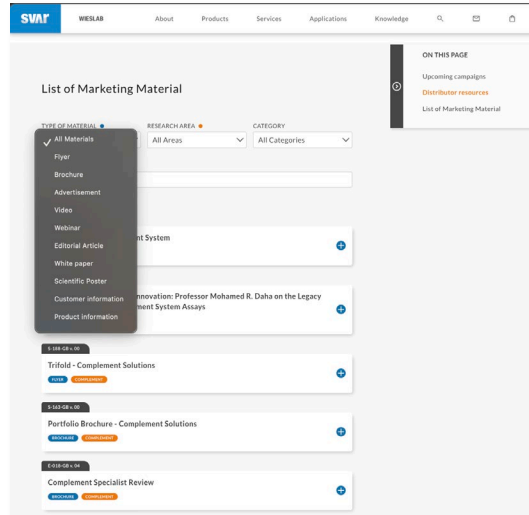 SVAR
WIESLAB
About
Products
Services
Applications
Knowledge
ON THIS PAGE
Upcoming campaigns
Distributor resources
List of Marketing Material
List of Marketing Material
TYPE OF MATERIAL
RESEARCH AREA
CATEGORY
All Areas
All Categories
All Materials
Flyer
Brochure
Advertisement
Video
Webinar
Editorial Article
White paper
Scientific Poster
Customer information
Product information
nt System
nnovation: Professor Mohamed R. Daha on the Legacy
ment System Assays
S-188-GB v. 00
Trifold - Complement Solutions
FLYER COMPLEMENT
S-163-GB v. 00
Portfolio Brochure - Complement Solutions
BROCHURE COMPLEMENT
E-018-GB v. 04
Complement Specialist Review
BROCHURE COMPLEMENT